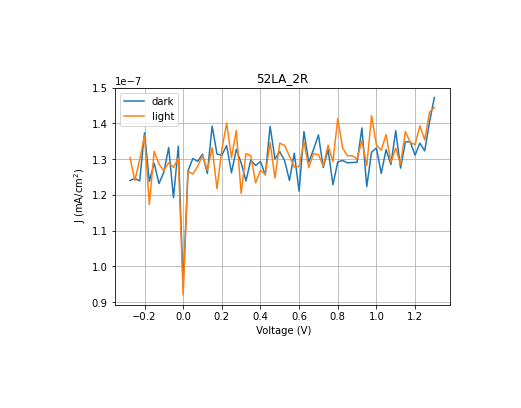 52LA_2R
1e−7
dark
light
1.5
1.4
1.3
1.2
1.1
1.0
0.9
J (mA/cm²)
−0.2 0.0 0.2 0.4 0.6 0.8 1.0 1.2
Voltage (V)